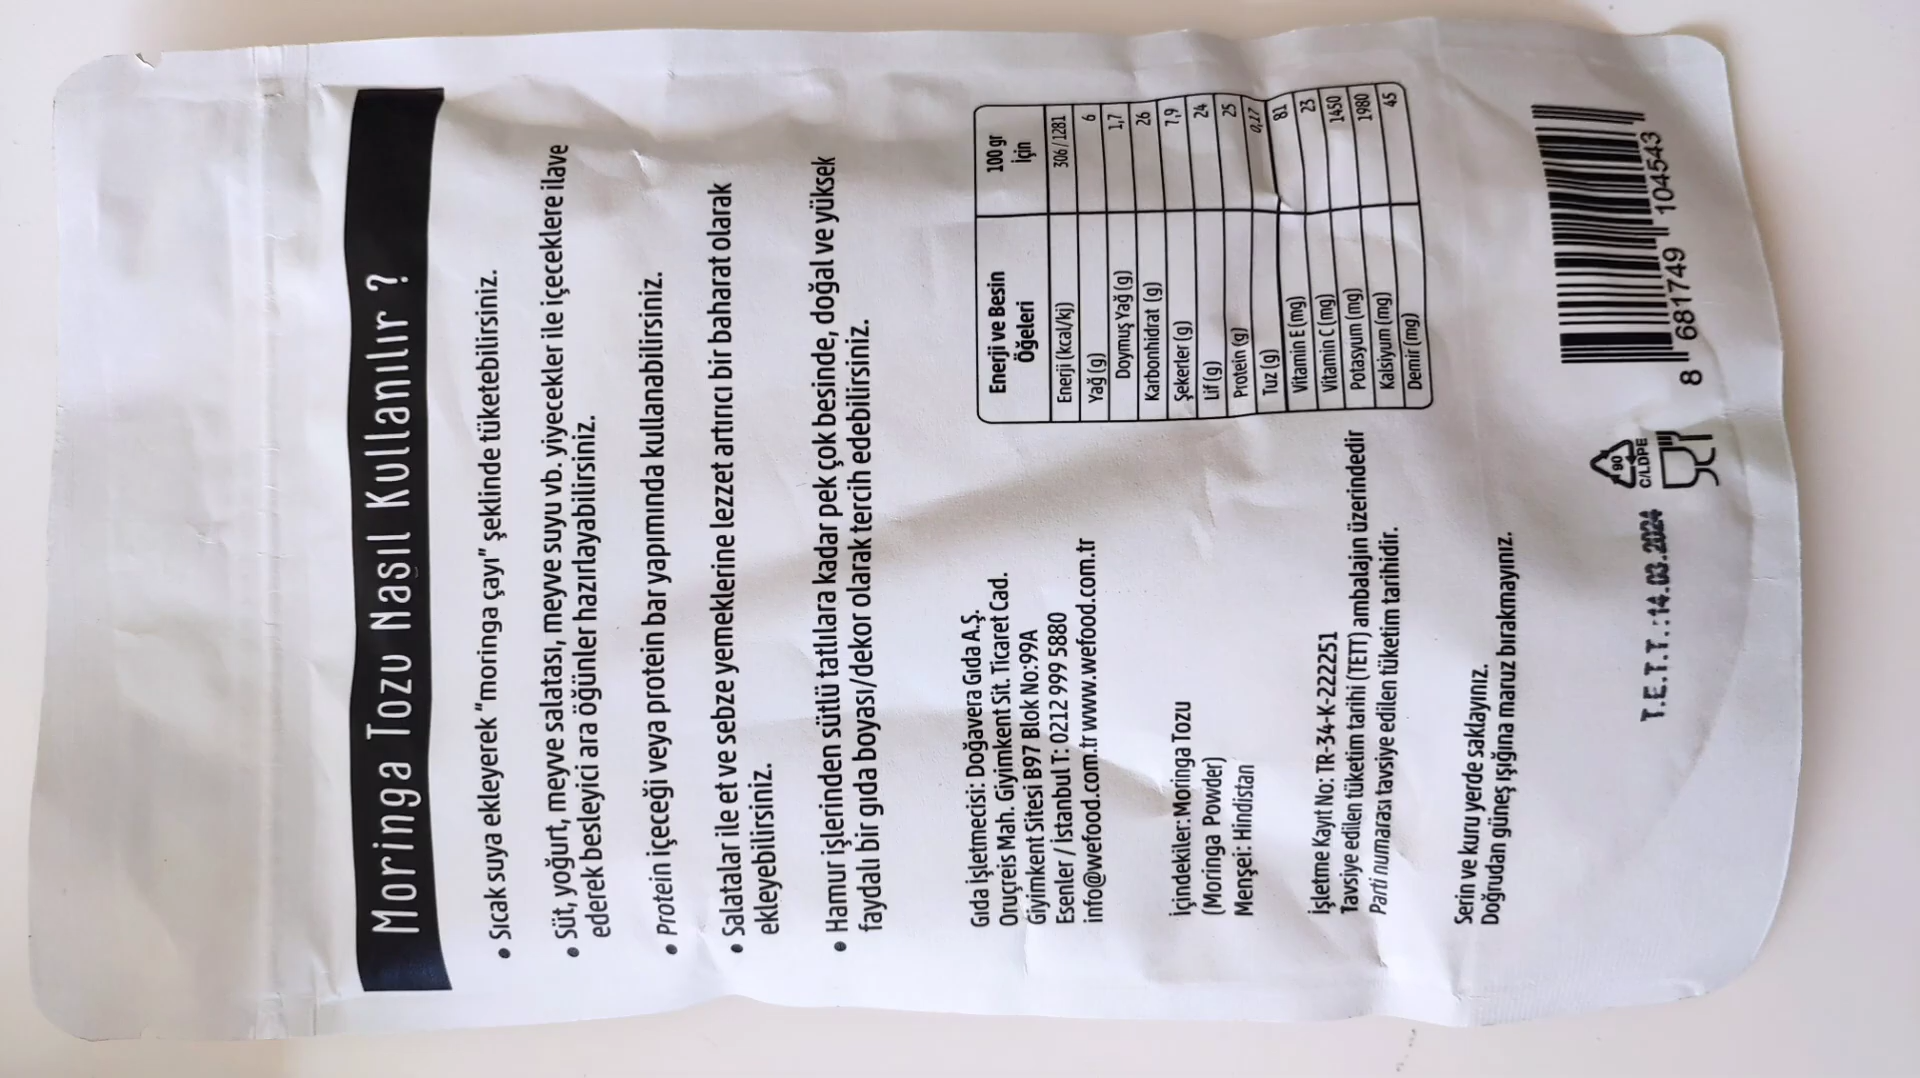 Moringa Tozu Nasıl Kullanılır ?
• Sıcak suya ekleyerek “moringa çayı” şeklinde tüketebilirsiniz.
• Süt, yoğurt, meyve salatası, meyve suyu vb. yiyecekler ile içeceklere ilave
ederek besleyici ara öğünler hazırlayabilirsiniz.
• Protein içeceği veya protein bar yapımında kullanabilirsiniz.
• Salatalar ile et ve sebze yemeklerine lezzet artırıcı bir baharat olarak
ekleyebilirsiniz.
• Hamur işlerinden sütlü tatlılara kadar pek çok besinde, doğal ve yüksek
faydalı bir gıda boyası/dekor olarak tercih edebilirsiniz.
Gıda işletmecisi: Doğavera Gıda A.Ş.
Oruçreis Mah. Giyimkent Sit. Ticaret Cad.
Giyimkent Sitesi B97 Blok No:99A
Esenler / istanbul T: 0212 999 5880
info@wefood.com.tr www.wefood.com.tr
içindekiler: Moringa Tozu
(Moringa Powder)
Menşei: Hindistan
işletme Kayıt No: TR-34-K-222251
Tavsiye edilen tüketim tarihi (TETT) ambalajın üzerindedir
Parti numarası tavsiye edilen tüketim tarihidir.
Serin ve kuru yerde saklayınız.
Doğrudan güneş ışığına maruz bırakmayınız.
Enerji ve Besin Öğeleri 100 gr için
Enerji (kcal/kj) 306 / 1281
Yağ (g) 6
Doymuş Yağ (g) 1,7
Karbonhidrat (g) 26
Şekerler (g) 7,9
Lif (g) 24
Protein (g) 25
Tuz (g) 0,17
Vitamin E (mg) 81
Vitamin C (mg) 23
Potasyum (mg) 1450
Kalsiyum (mg) 1980
Demir (mg) 45
T.E.T.T.:14.03.2024
90
C/LDPE
8 681749 104543